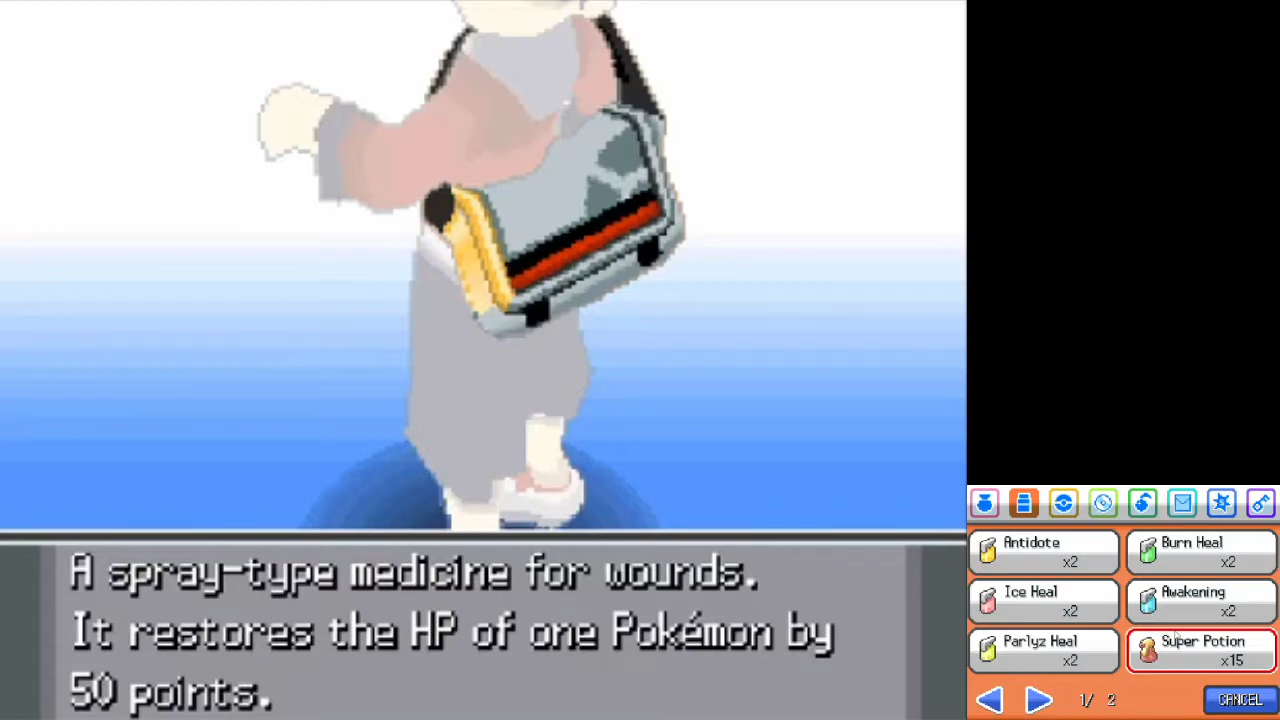 A spray-type medicine for wounds.
It restores the HP of one Pokémon by
50 points.
Antidote
x2
Burn Heal
x2
Ice Heal
x2
Awakening
x2
Parlyz Heal
x2
Super Potion
x15
1/ 2
CANCEL